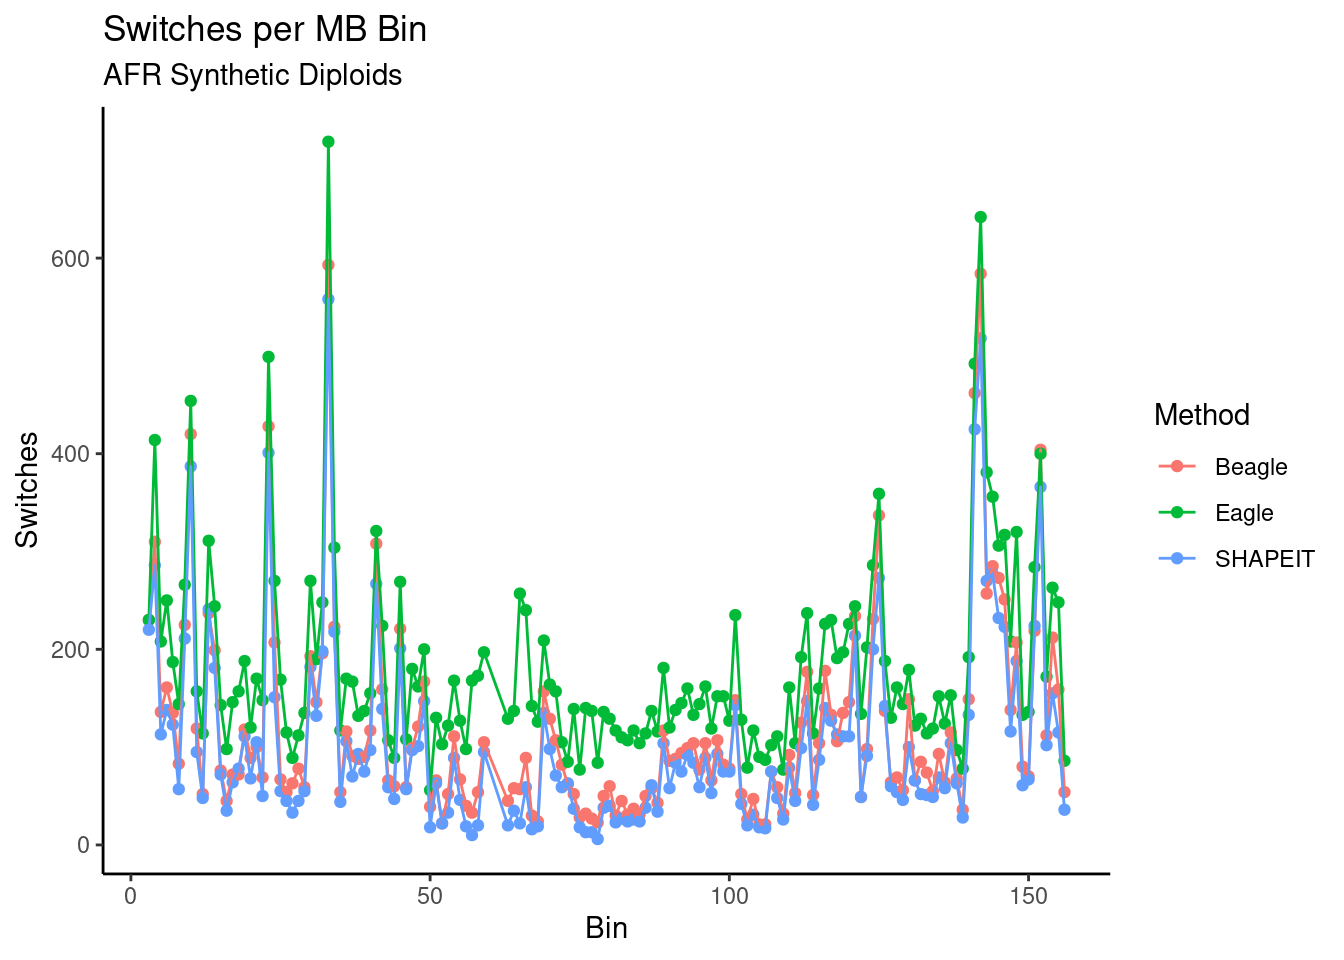 Switches per MB Bin
AFR Synthetic Diploids
Switches
600
400
200
0
0 50 100 150
Bin
Method
Beagle
Eagle
SHAPEIT